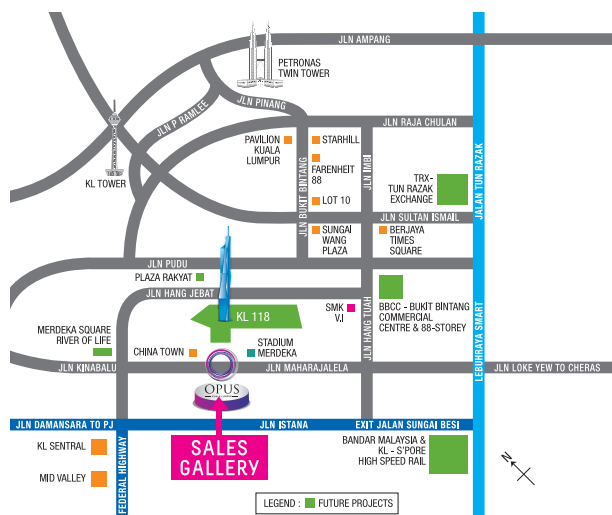 JLN AMPANG
PETRONAS
TWIN TOWER
JLN PINANG
JLN P RAMLEE
JLN RAJA CHULAN
PAVILION
KUALA
LUMPUR
STARHILL
FARENHEIT
88
LOT 10
JLN BUKIT BINTANG
JLN IMBI
TRX-
TUN RAZAK
EXCHANGE
JALAN TUN RAZAK
KL TOWER
JLN SULTAN ISMAIL
SUNGAI
WANG
PLAZA
BERJAYA
TIMES
SQUARE
JLN PUDU
PLAZA RAKYAT
JLN HANG JEBAT
KL 118
SMK
V.I
JLN HANG TUAH
BBCC - BUKIT BINTANG
COMMERCIAL
CENTRE & 88-STOREY
LEBUHRAYA SMART
MERDEKA SQUARE
RIVER OF LIFE
CHINA TOWN
STADIUM
MERDEKA
JLN KINABALU
JLN MAHARAJALELA
JLN LOKE YEW TO CHERAS
OPUS
JLN DAMANSARA TO PJ
JLN ISTANA
EXIT JALAN SUNGAI BESI
KL SENTRAL
MID VALLEY
FEDERAL HIGHWAY
SALES
GALLERY
BANDAR MALAYSIA &
KL - S'PORE
HIGH SPEED RAIL
LEGEND : FUTURE PROJECTS